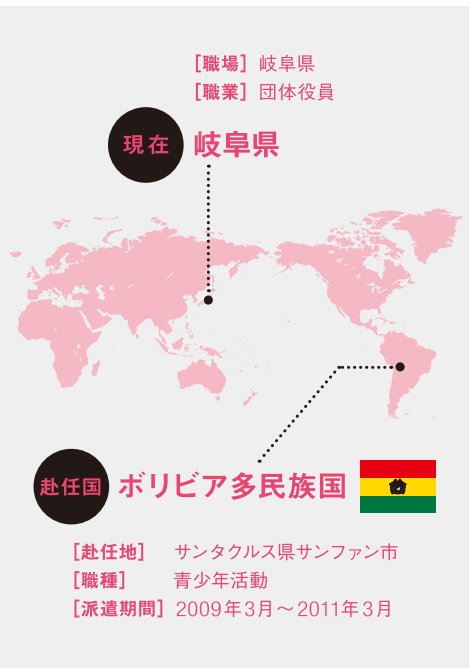 ［職場］岐阜県
［職業］団体役員
現在 岐阜県
赴任国 ボリビア多民族国
［赴任地］ サンタクルス県サンファン市
［職種］ 青少年活動
［派遣期間］2009年3月～2011年3月